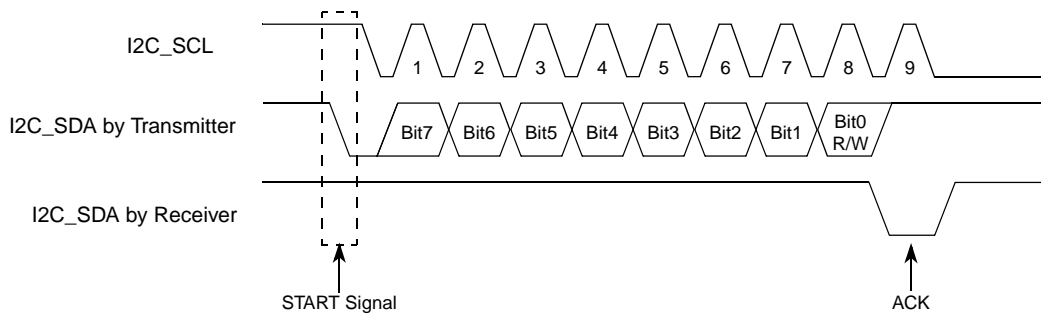 I2C_SCL
1 2 3 4 5 6 7 8 9
I2C_SDA by Transmitter
Bit7 Bit6 Bit5 Bit4 Bit3 Bit2 Bit1 Bit0
R/W
I2C_SDA by Receiver
START Signal
ACK